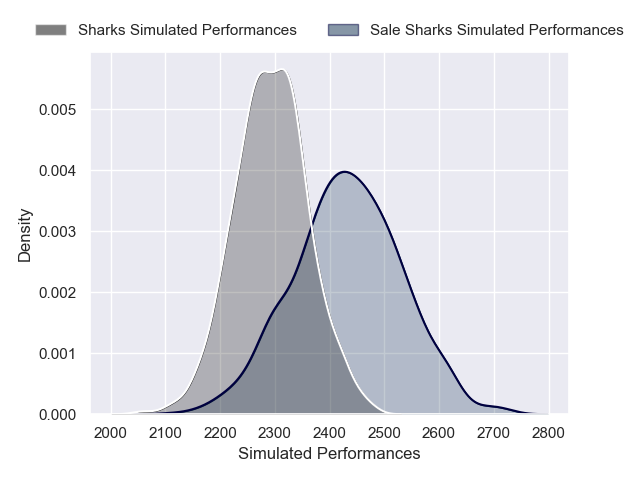 Sharks Simulated Performances
Sale Sharks Simulated Performances
0.005
0.004
0.003
0.002
0.001
0.000
Density
2000 2100 2200 2300 2400 2500 2600 2700 2800
Simulated Performances